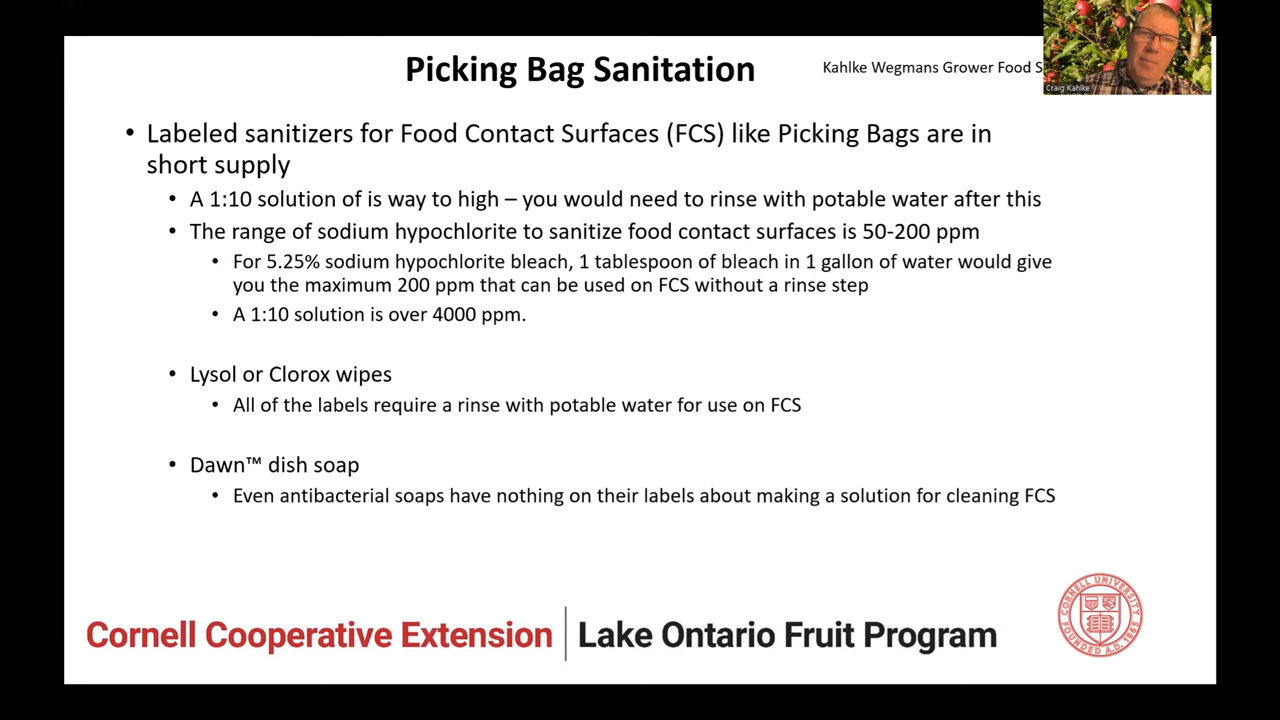 Picking Bag Sanitation
Kahlke Wegmans Grower Food S
Craig Kahlke
• Labeled sanitizers for Food Contact Surfaces (FCS) like Picking Bags are in
short supply
• A 1:10 solution of is way to high – you would need to rinse with potable water after this
• The range of sodium hypochlorite to sanitize food contact surfaces is 50-200 ppm
• For 5.25% sodium hypochlorite bleach, 1 tablespoon of bleach in 1 gallon of water would give
you the maximum 200 ppm that can be used on FCS without a rinse step
• A 1:10 solution is over 4000 ppm.
• Lysol or Clorox wipes
• All of the labels require a rinse with potable water for use on FCS
• Dawn™ dish soap
• Even antibacterial soaps have nothing on their labels about making a solution for cleaning FCS
Cornell Cooperative Extension | Lake Ontario Fruit Program
CORNELL UNIVERSITY
FOUNDED A.D. 1865